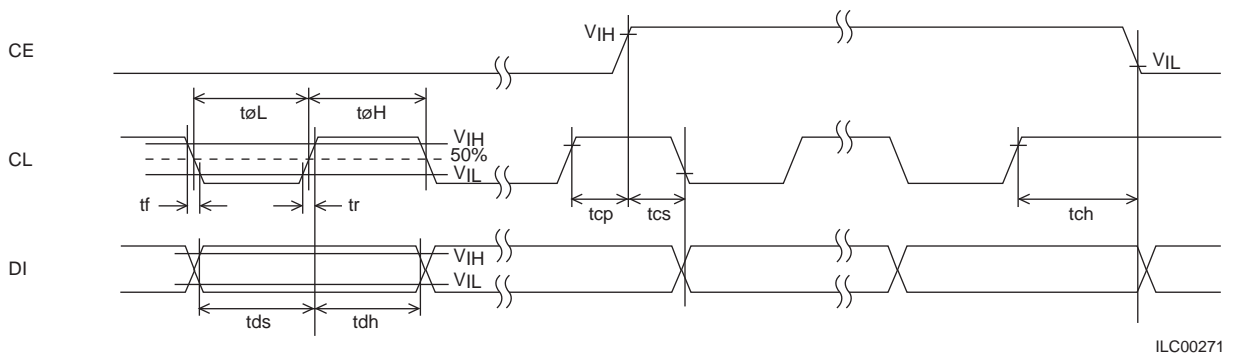 CE
VIH
VIL
tøL
tøH
CL
VIH
50%
VIL
tf
tr
tcp
tcs
tch
DI
VIH
VIL
tds
tdh
ILC00271